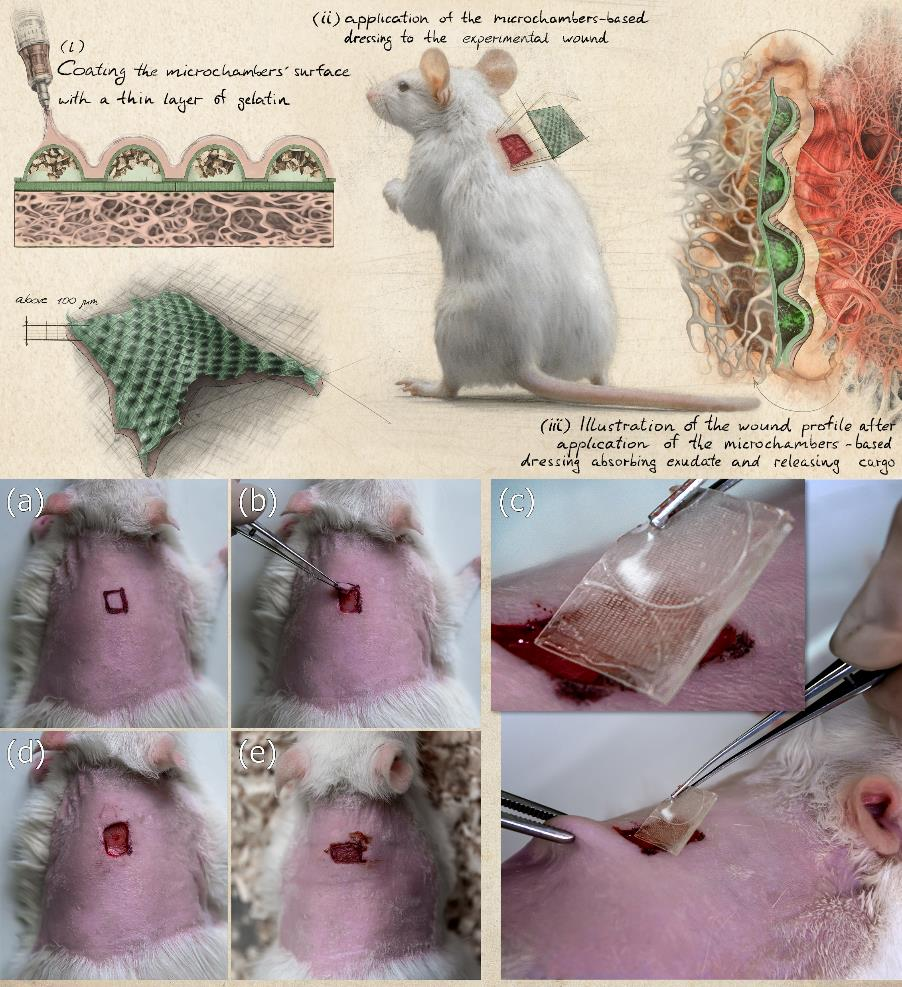 (i)
Coating the microchambers' surface
with a thin layer of gelatin
(ii) application of the microchambers-based
dressing to the experimental wound
above 100 µm
(iii) Illustration of the wound profile after
application of the microchambers-based
dressing absorbing exudate and releasing cargo
(a)
(b)
(c)
(d)
(e)